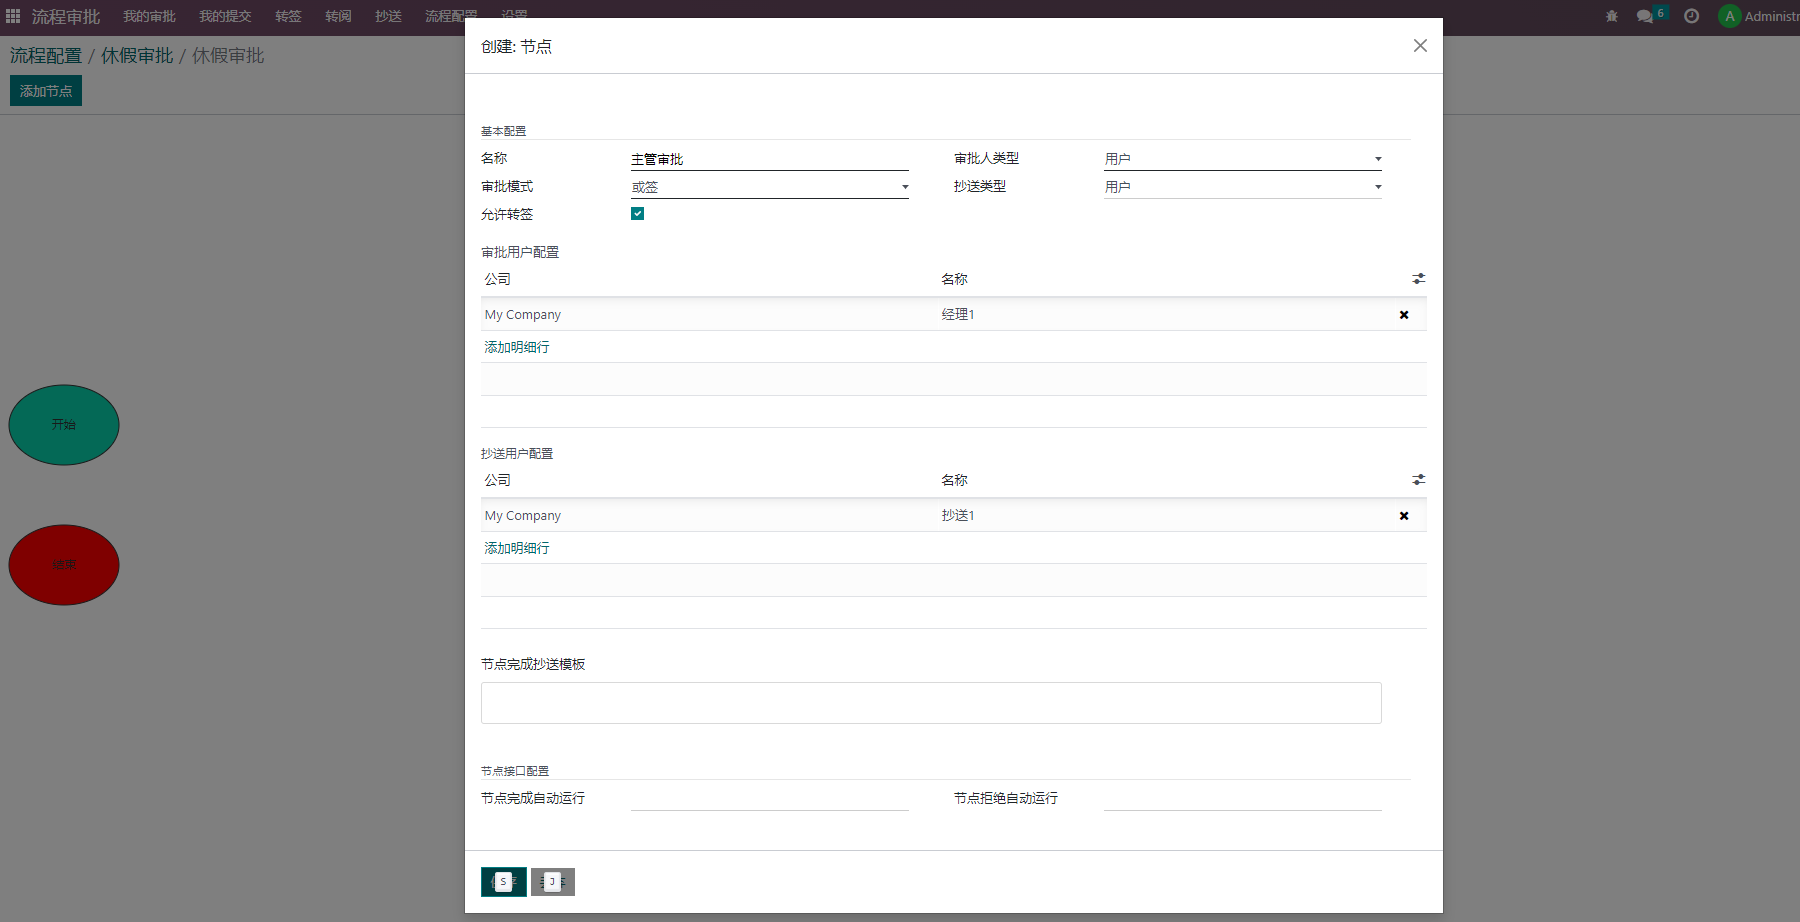 流程审批 我的审批 我的提交 转签 转阅 抄送 流程配置 设置 6 A Administr
流程配置 / 休假审批 / 休假审批
添加节点
开始
结束
创建: 节点
基本配置
名称 主管审批 审批人类型 用户
审批模式 或签 抄送类型 用户
允许转签
审批用户配置
公司 名称
My Company 经理1
添加明细行
抄送用户配置
公司 名称
My Company 抄送1
添加明细行
节点完成抄送模板
节点接口配置
节点完成自动运行 节点拒绝自动运行
S J